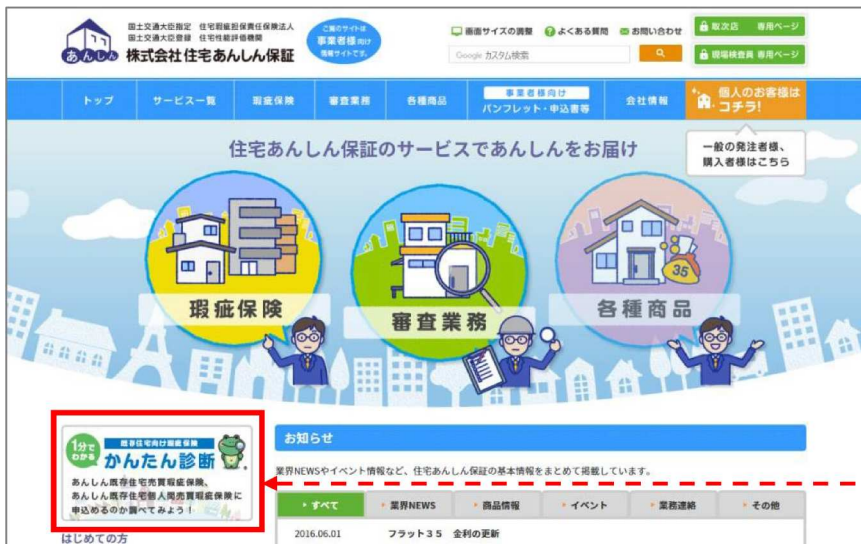 国土交通大臣指定 住宅瑕疵担保責任保険法人
国土交通大臣登録 住宅性能評価機関
あんしん 株式会社 住宅あんしん保証
このサイトは
事業者様向け
情報サイトです。
画面サイズの調整 よくある質問 お問い合わせ
Google カスタム検索
取次店 専用ページ
現場検査員 専用ページ
トップ サービス一覧 瑕疵保険 審査業務 各種商品 事業者様向け パンフレット・申込書等 会社情報 個人のお客様は コチラ!
一般の発注者様、
購入者様はこちら
住宅あんしん保証のサービスであんしんをお届け
瑕疵保険
審査業務
各種商品
35
1分で
わかる
既存住宅向け瑕疵保険
かんたん診断
あんしん既存住宅売買瑕疵保険、
あんしん既存住宅個人間売買瑕疵保険に
申込めるのか調べてみよう!
はじめての方
お知らせ
業界NEWSやイベント情報など、住宅あんしん保証の基本情報をまとめて掲載しています。
すべて 業界NEWS 商品情報 イベント 業務連絡 その他
2016.06.01 フラット35 金利の更新